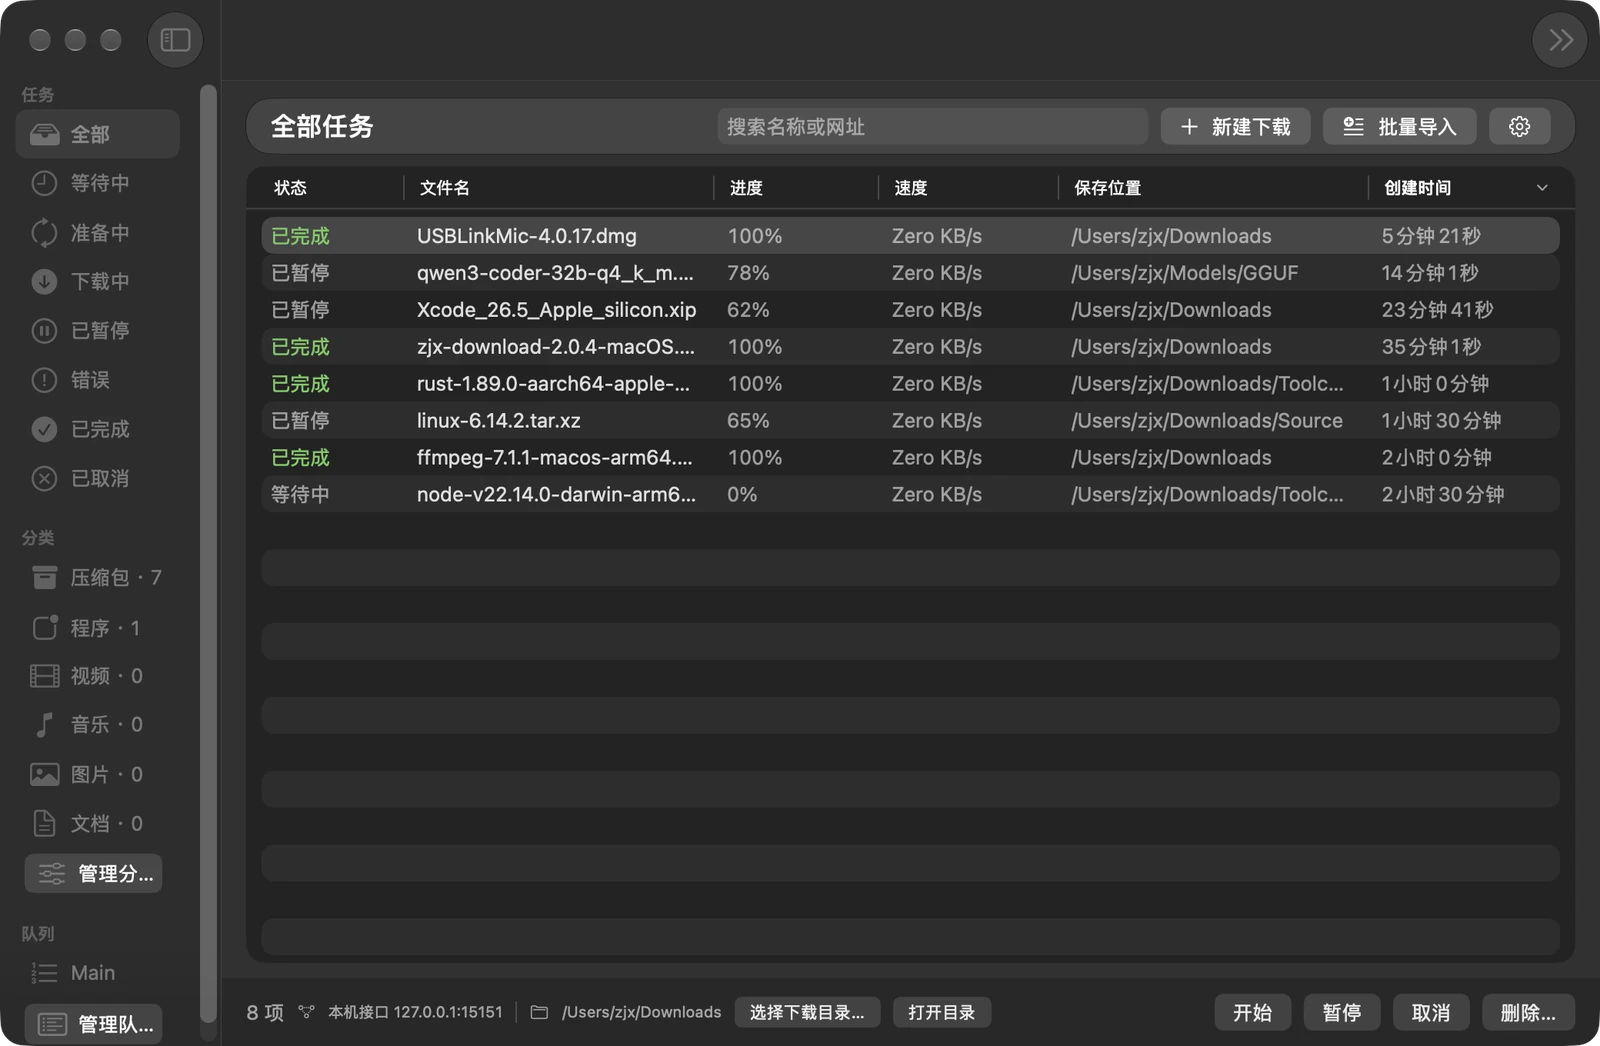 任务
全部
等待中
准备中
下载中
已暂停
错误
已完成
已取消
分类
压缩包 · 7
程序 · 1
视频 · 0
音乐 · 0
图片 · 0
文档 · 0
管理分...
队列
Main
管理队...
全部任务 搜索名称或网址 新建下载 批量导入
状态 文件名 进度 速度 保存位置 创建时间
已完成 USBLinkMic-4.0.17.dmg 100% Zero KB/s /Users/zjx/Downloads 5分钟21秒
已暂停 qwen3-coder-32b-q4_k_m.... 78% Zero KB/s /Users/zjx/Models/GGUF 14分钟1秒
已暂停 Xcode_26.5_Apple_silicon.xip 62% Zero KB/s /Users/zjx/Downloads 23分钟41秒
已完成 zjx-download-2.0.4-macOS.... 100% Zero KB/s /Users/zjx/Downloads 35分钟1秒
已完成 rust-1.89.0-aarch64-apple-... 100% Zero KB/s /Users/zjx/Downloads/Toolc... 1小时0分钟
已暂停 linux-6.14.2.tar.xz 65% Zero KB/s /Users/zjx/Downloads/Source 1小时30分钟
已完成 ffmpeg-7.1.1-macos-arm64.... 100% Zero KB/s /Users/zjx/Downloads 2小时0分钟
等待中 node-v22.14.0-darwin-arm6... 0% Zero KB/s /Users/zjx/Downloads/Toolc... 2小时30分钟
8 项 本机接口 127.0.0.1:15151 /Users/zjx/Downloads 选择下载目录... 打开目录 开始 暂停 取消 删除...